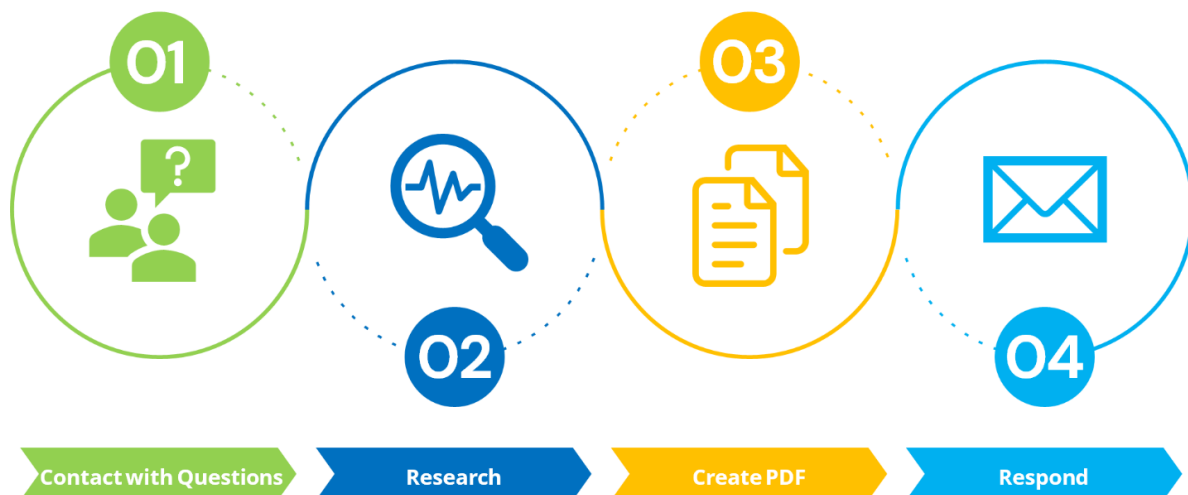 01
03
?
02
04
Contact with Questions
Research
Create PDF
Respond